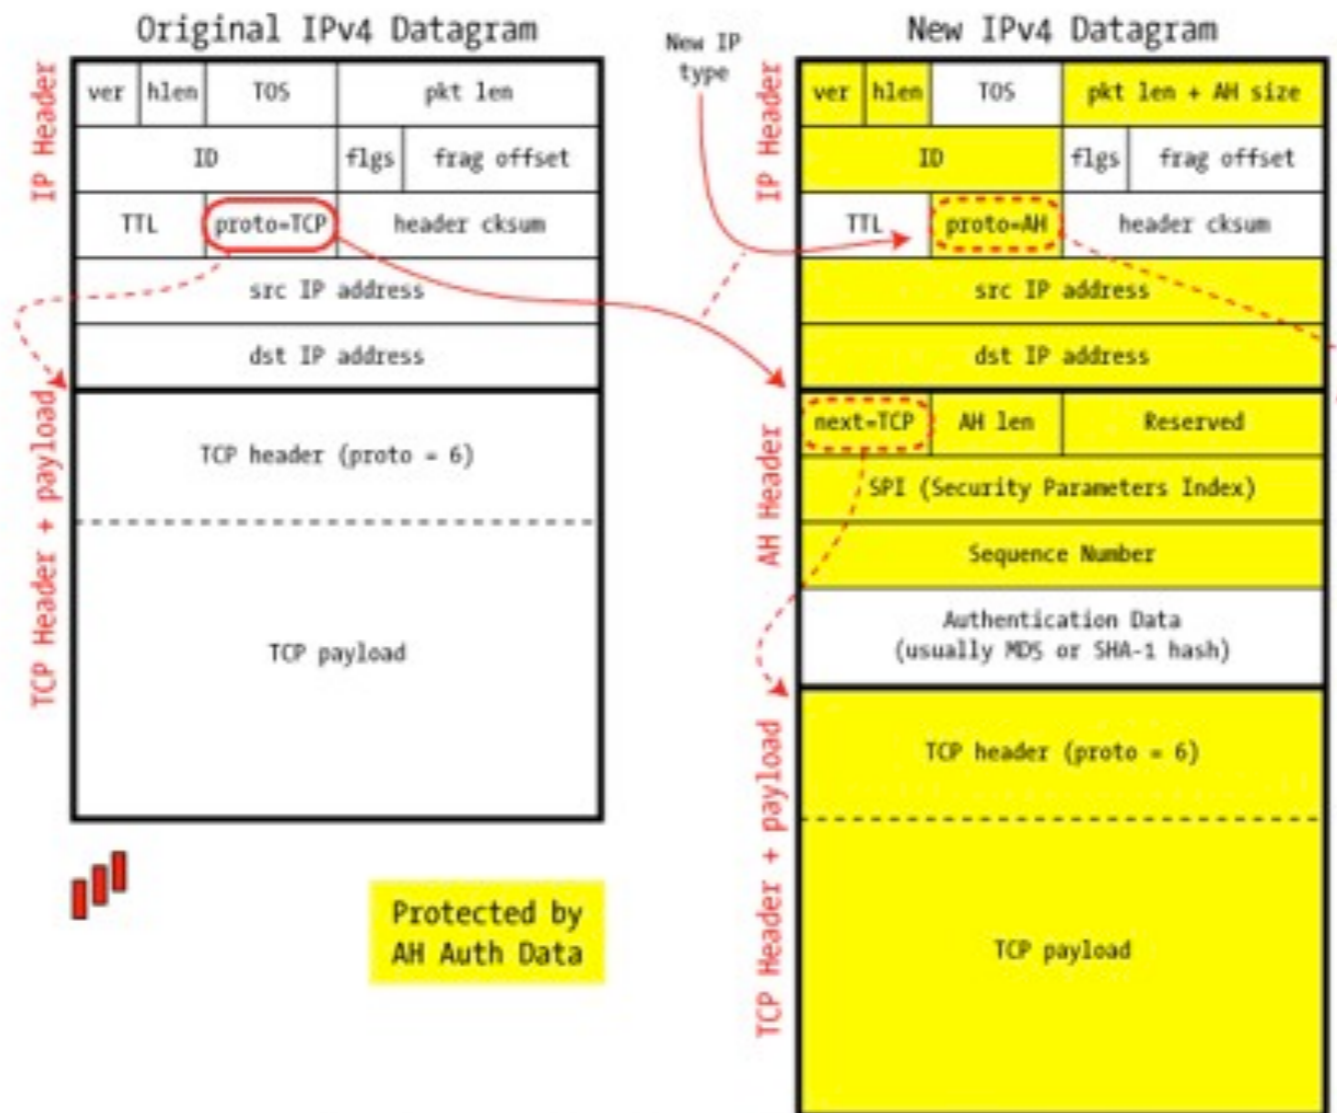 Original IPv4 Datagram
IP Header
ver hlen TOS pkt len
ID flgs frag offset
TTL proto=TCP header cksum
src IP address
dst IP address
TCP Header + payload
TCP header (proto = 6)
TCP payload
Protected by
AH Auth Data
New IP
type
New IPv4 Datagram
IP Header
ver hlen TOS pkt len + AH size
ID flgs frag offset
TTL proto=AH header cksum
src IP address
dst IP address
AH Header
next=TCP AH len Reserved
SPI (Security Parameters Index)
Sequence Number
Authentication Data
(usually MD5 or SHA-1 hash)
TCP Header + payload
TCP header (proto = 6)
TCP payload